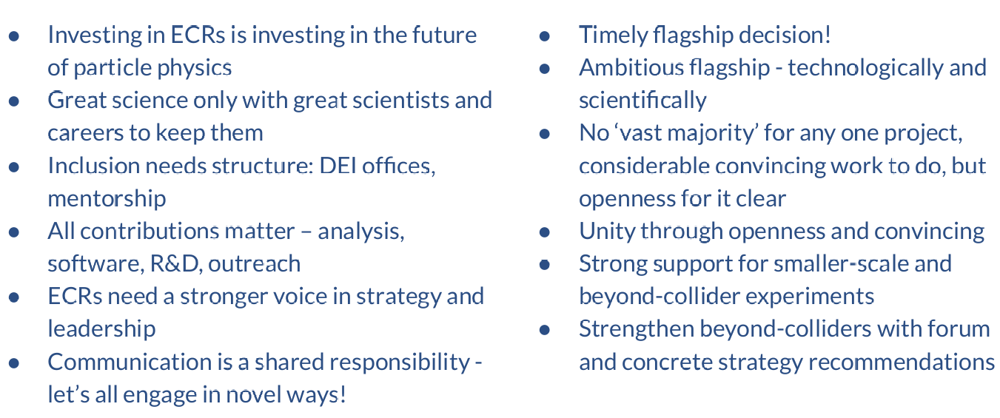 • Investing in ECRs is investing in the future
of particle physics
• Great science only with great scientists and
careers to keep them
• Inclusion needs structure: DEI offices,
mentorship
• All contributions matter – analysis,
software, R&D, outreach
• ECRs need a stronger voice in strategy and
leadership
• Communication is a shared responsibility -
let’s all engage in novel ways!
• Timely flagship decision!
• Ambitious flagship - technologically and
scientifically
• No ‘vast majority’ for any one project,
considerable convincing work to do, but
openness for it clear
• Unity through openness and convincing
• Strong support for smaller-scale and
beyond-collider experiments
• Strengthen beyond-colliders with forum
and concrete strategy recommendations